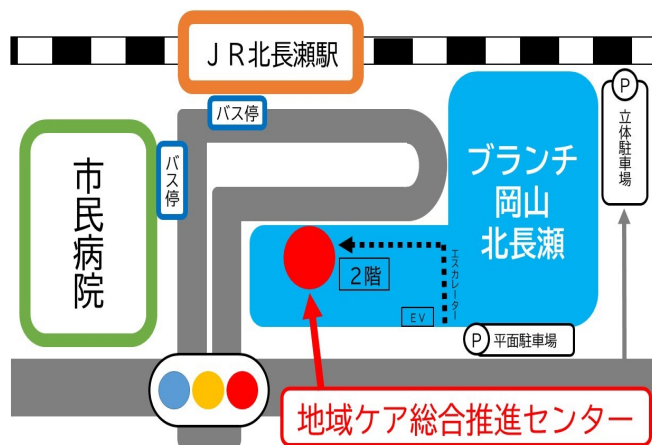 JR北長瀬駅
バス停
P
立体駐車場
市民病院
バス停
ブランチ
岡山
北長瀬
エスカレーター
2階
EV
P
平面駐車場
地域ケア総合推進センター